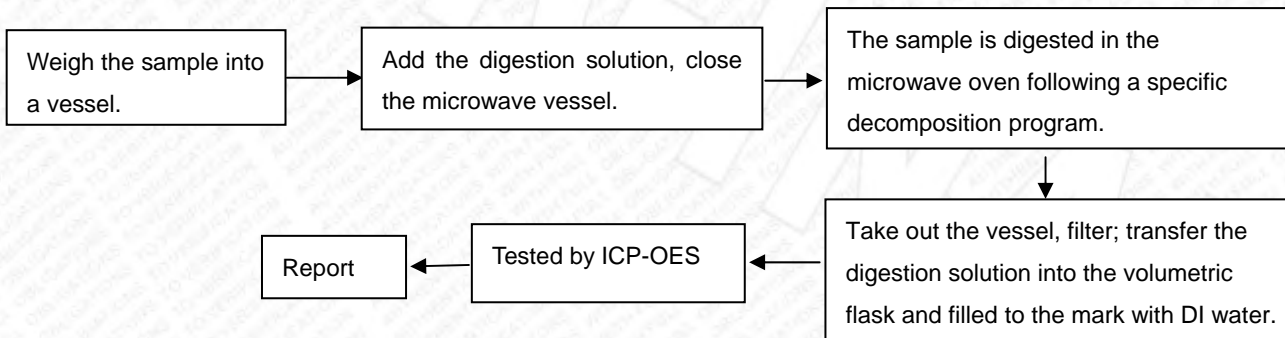 Weigh the sample into
a vessel.
Add the digestion solution, close
the microwave vessel.
The sample is digested in the
microwave oven following a specific
decomposition program.
Take out the vessel, filter; transfer the
digestion solution into the volumetric
flask and filled to the mark with DI water.
Tested by ICP-OES
Report